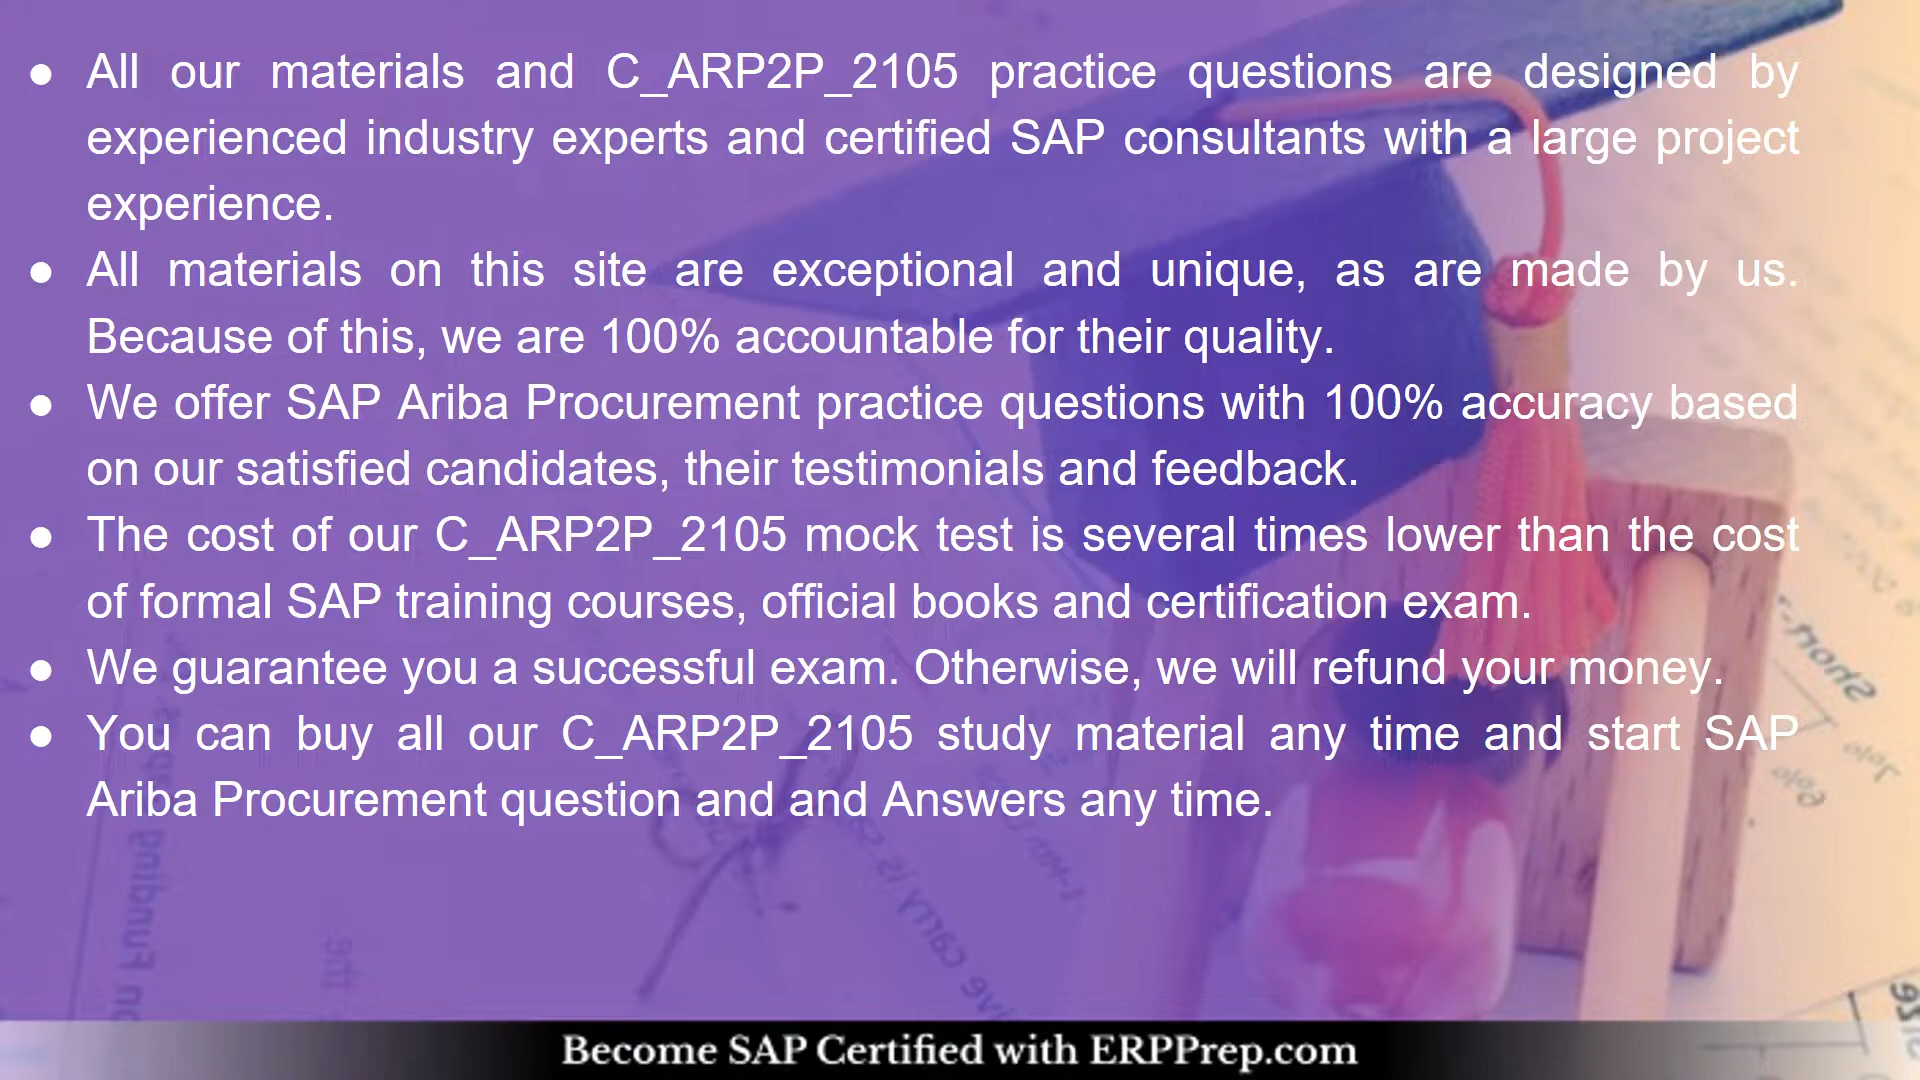 ● All our materials and C_ARP2P_2105 practice questions are designed by
experienced industry experts and certified SAP consultants with a large project
experience.
● All materials on this site are exceptional and unique, as are made by us.
Because of this, we are 100% accountable for their quality.
● We offer SAP Ariba Procurement practice questions with 100% accuracy based
on our satisfied candidates, their testimonials and feedback.
● The cost of our C_ARP2P_2105 mock test is several times lower than the cost
of formal SAP training courses, official books and certification exam.
● We guarantee you a successful exam. Otherwise, we will refund your money.
● You can buy all our C_ARP2P_2105 study material any time and start SAP
Ariba Procurement question and and Answers any time.
Short-
Funding
the
Become SAP Certified with ERPPrep.com